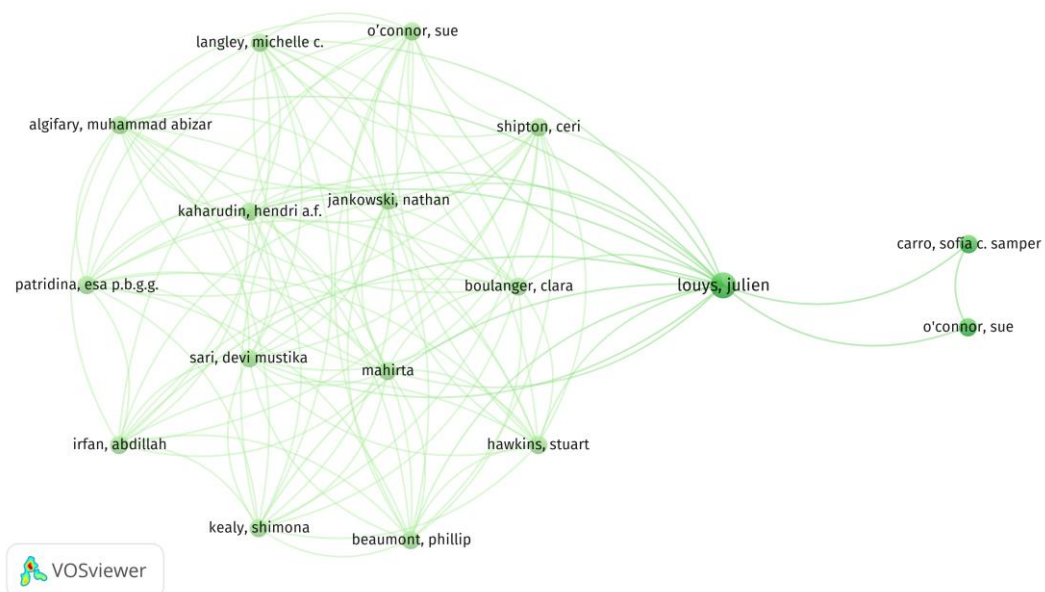 o’connor, sue
langley, michelle c.
algifary, muhammad abizar
shipton, ceri
jankowski, nathan
kaharudin, hendri a.f.
carro, sofia c. samper
patridina, esa p.b.g.g.
boulanger, clara
louys, julien
o'connor, sue
sari, devi mustika
mahirta
irfan, abdillah
hawkins, stuart
kealy, shimona
beaumont, phillip
VOSviewer